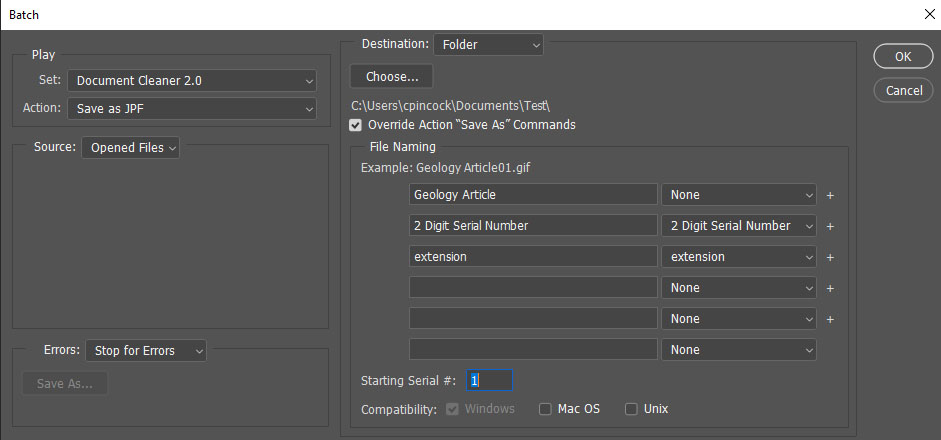 Batch
Play
Set: Document Cleaner 2.0
Action: Save as JPF
Source: Opened Files
Errors: Stop for Errors
Save As...
Destination: Folder
Choose...
C:\Users\cpincock\Documents\Test\
Override Action “Save As” Commands
File Naming
Example: Geology Article01.gif
Geology Article None +
2 Digit Serial Number 2 Digit Serial Number +
extension extension +
None +
None +
None
Starting Serial #: 1
Compatibility: Windows Mac OS Unix
OK
Cancel